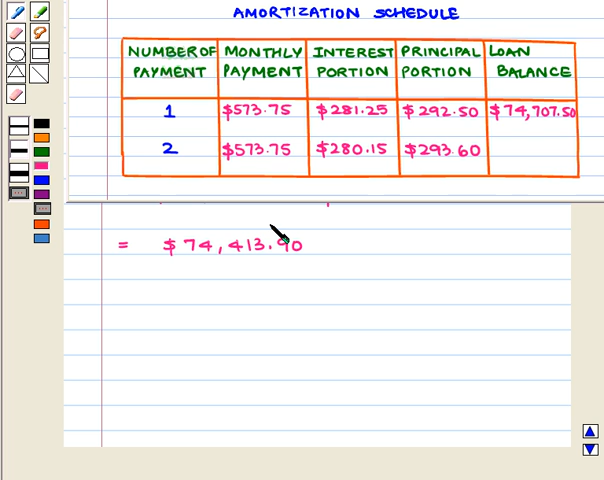 AMORTIZATION SCHEDULE
NUMBER OF PAYMENT MONTHLY PAYMENT INTEREST PORTION PRINCIPAL PORTION LOAN BALANCE
1 $573.75 $281.25 $292.50 $74,707.50
2 $573.75 $280.15 $293.60
= $74,413.90